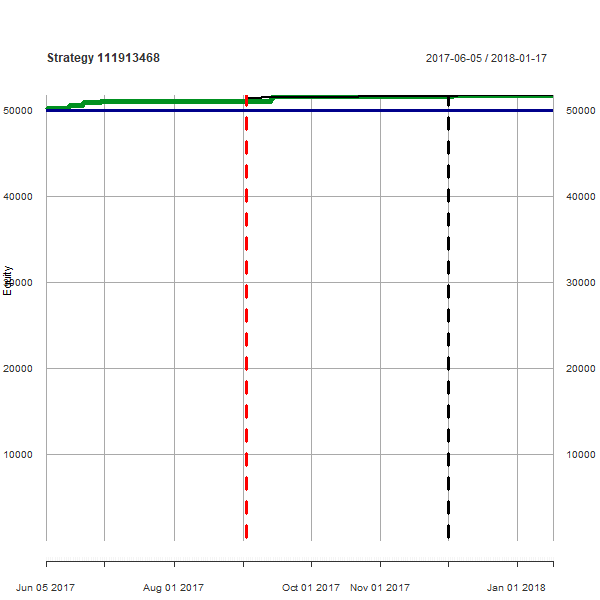 Strategy 111913468
2017-06-05 / 2018-01-17
50000
50000
40000
40000
Equity
30000
30000
20000
20000
10000
10000
Jun 05 2017
Aug 01 2017
Oct 01 2017
Nov 01 2017
Jan 01 2018